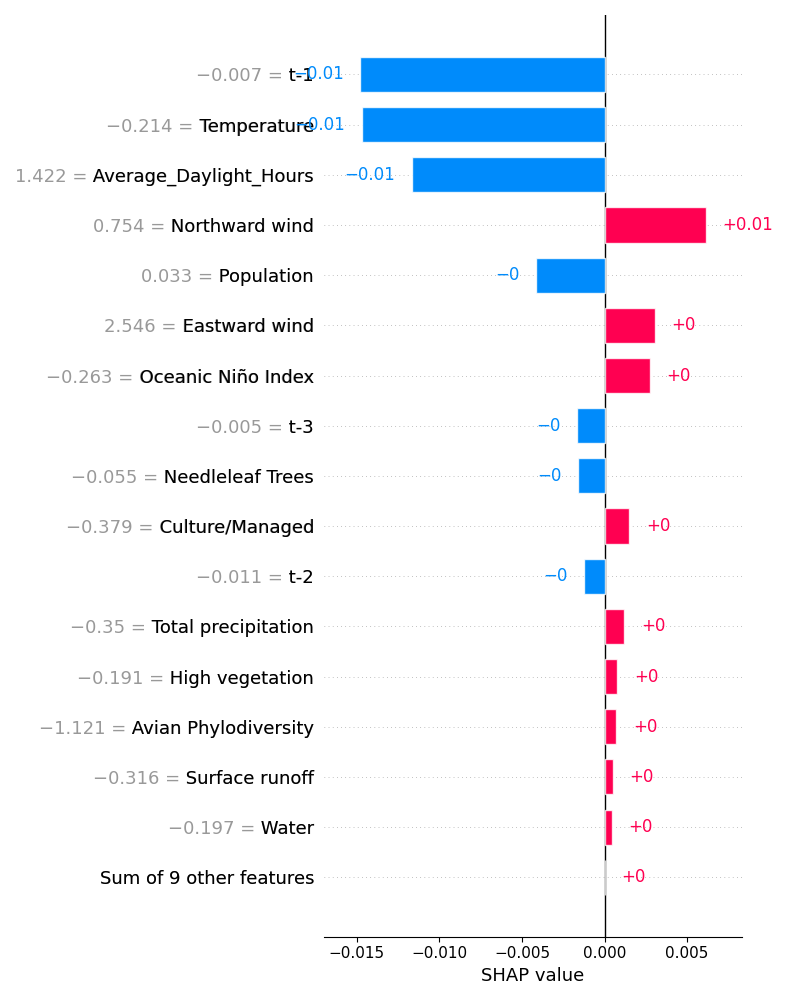 −0.007 = t-1 −0.01
−0.214 = Temperature −0.01
1.422 = Average_Daylight_Hours −0.01
0.754 = Northward wind +0.01
0.033 = Population −0
2.546 = Eastward wind +0
−0.263 = Oceanic Niño Index +0
−0.005 = t-3 −0
−0.055 = Needleleaf Trees −0
−0.379 = Culture/Managed +0
−0.011 = t-2 −0
−0.35 = Total precipitation +0
−0.191 = High vegetation +0
−1.121 = Avian Phylodiversity +0
−0.316 = Surface runoff +0
−0.197 = Water +0
Sum of 9 other features +0
−0.015 −0.010 −0.005 0.000 0.005
SHAP value